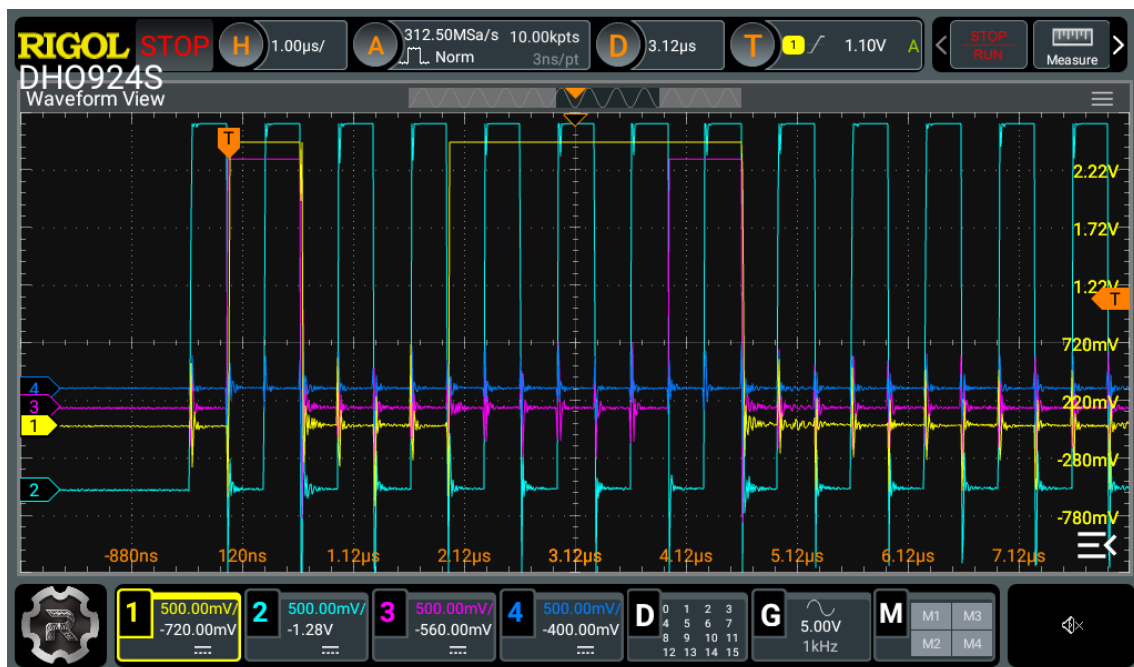 RIGOL STOP H 1.00μs/ A 312.50MSa/s 10.00kpts D 3.12μs T 1 1.10V A STOP
Norm 3ns/pt RUN Measure
DHO924S
Waveform View
T
2.22V
1.72V
1.22V
T
720mV
4
3 220mV
1
-280mV
2
-780mV
-880ns 120ns 1.12μs 2.12μs 3.12μs 4.12μs 5.12μs 6.12μs 7.12μs
1 500.00mV/ 2 500.00mV/ 3 500.00mV/ 4 500.00mV/ D 0 1 2 3 G M M1 M3
-720.00mV -1.28V -560.00mV -400.00mV 4 5 6 7 5.00V
8 9 10 11 1kHz M2 M4
12 13 14 15
R